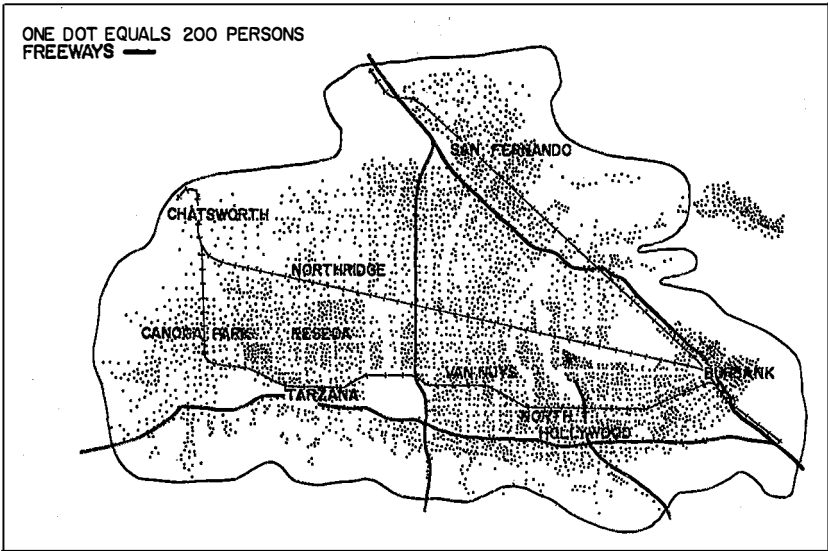 ONE DOT EQUALS 200 PERSONS
FREEWAYS
SAN FERNANDO
CHATSWORTH
NORTHRIDGE
CANOGA PARK
RESEDA
VAN NUYS
BURBANK
TARZANA
NORTH
HOLLYWOOD